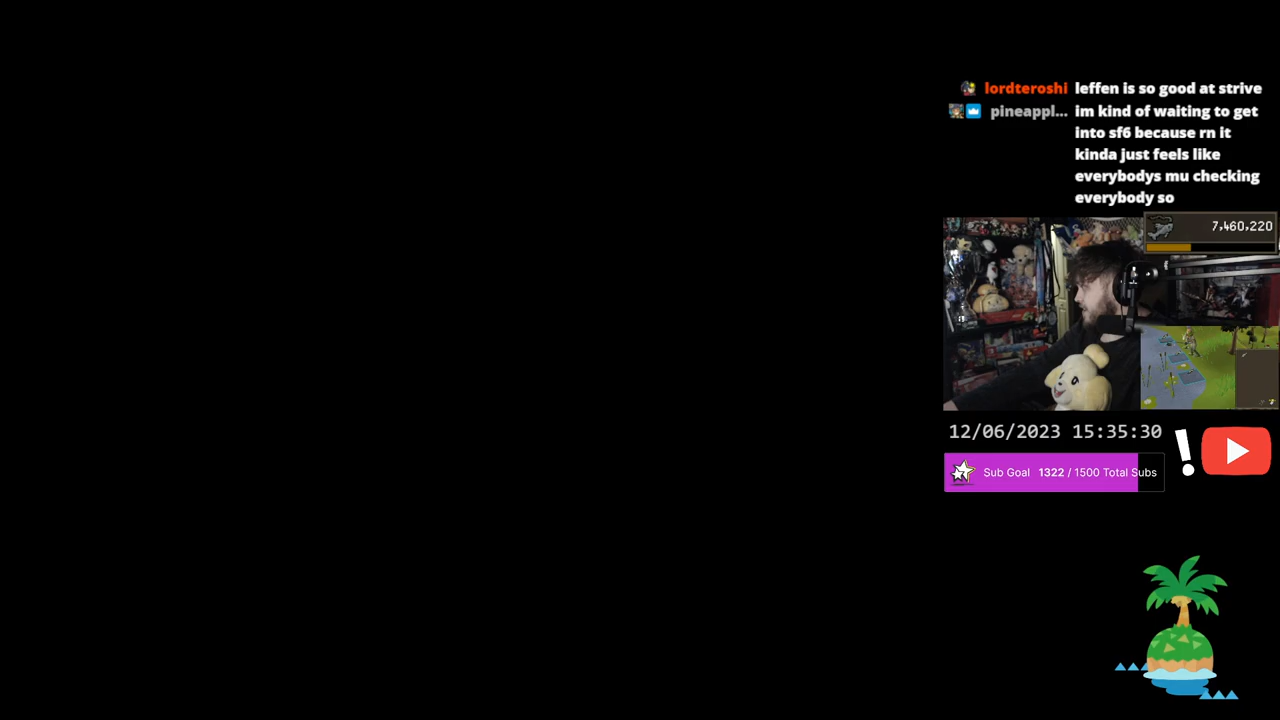 lordteroshi leffen is so good at strive
pineappl... im kind of waiting to get
into sf6 because rn it
kinda just feels like
everybodys mu checking
everybody so
7,460,220
12/06/2023 15:35:30
!
Sub Goal 1322 / 1500 Total Subs